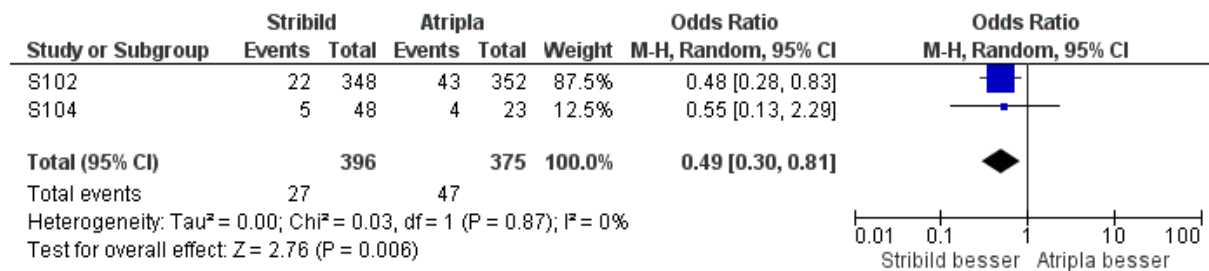 Stribild Atripla Odds Ratio Odds Ratio
Study or Subgroup Events Total Events Total Weight M-H, Random, 95% CI M-H, Random, 95% CI
S102 22 348 43 352 87.5% 0.48 [0.28, 0.83]
S104 5 48 4 23 12.5% 0.55 [0.13, 2.29]
Total (95% CI) 396 375 100.0% 0.49 [0.30, 0.81]
Total events 27 47
Heterogeneity: Tau² = 0.00; Chi² = 0.03, df = 1 (P = 0.87); I² = 0%
Test for overall effect: Z = 2.76 (P = 0.006)
0.01 0.1 1 10 100
Stribild besser Atripla besser